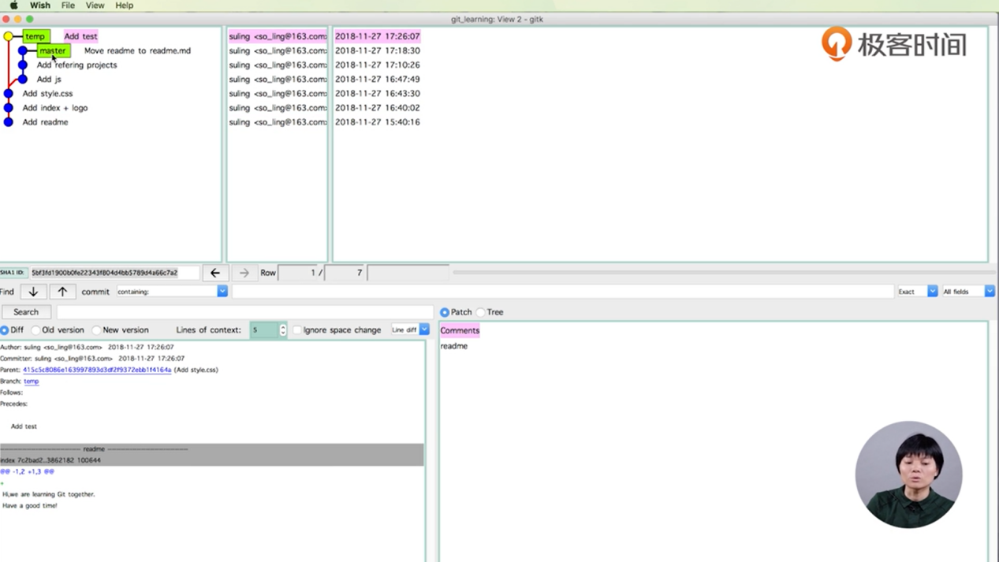 Wish File View Help
git_learning: View 2 - gitk
temp Add test suling <so_ling@163.com> 2018-11-27 17:26:07
master Move readme to readme.md suling <so_ling@163.com> 2018-11-27 17:18:30
Add refering projects suling <so_ling@163.com> 2018-11-27 17:10:26
Add js suling <so_ling@163.com> 2018-11-27 16:47:49
Add style.css suling <so_ling@163.com> 2018-11-27 16:43:30
Add index + logo suling <so_ling@163.com> 2018-11-27 16:40:02
Add readme suling <so_ling@163.com> 2018-11-27 15:40:16
极客时间
SHA1 ID: 5bf3fd1900b0fe22343f804d4bb5789d4a66c7a2 Row 1 / 7
Find commit containing: Exact All fields
Search
Patch Tree
Diff Old version New version Lines of context: 5 Ignore space change Line diff
Comments
readme
Author: suling <so_ling@163.com> 2018-11-27 17:26:07
Committer: suling <so_ling@163.com> 2018-11-27 17:26:07
Parent: 415c5c8086e163997893d3df2f9372ebb1f4164a (Add style.css)
Branch: temp
Follows:
Precedes:
Add test
readme
index 7c2bad2..3862182 100644
@@ -1,2 +1,3 @@
+
Hi,we are learning Git together.
Have a good time!